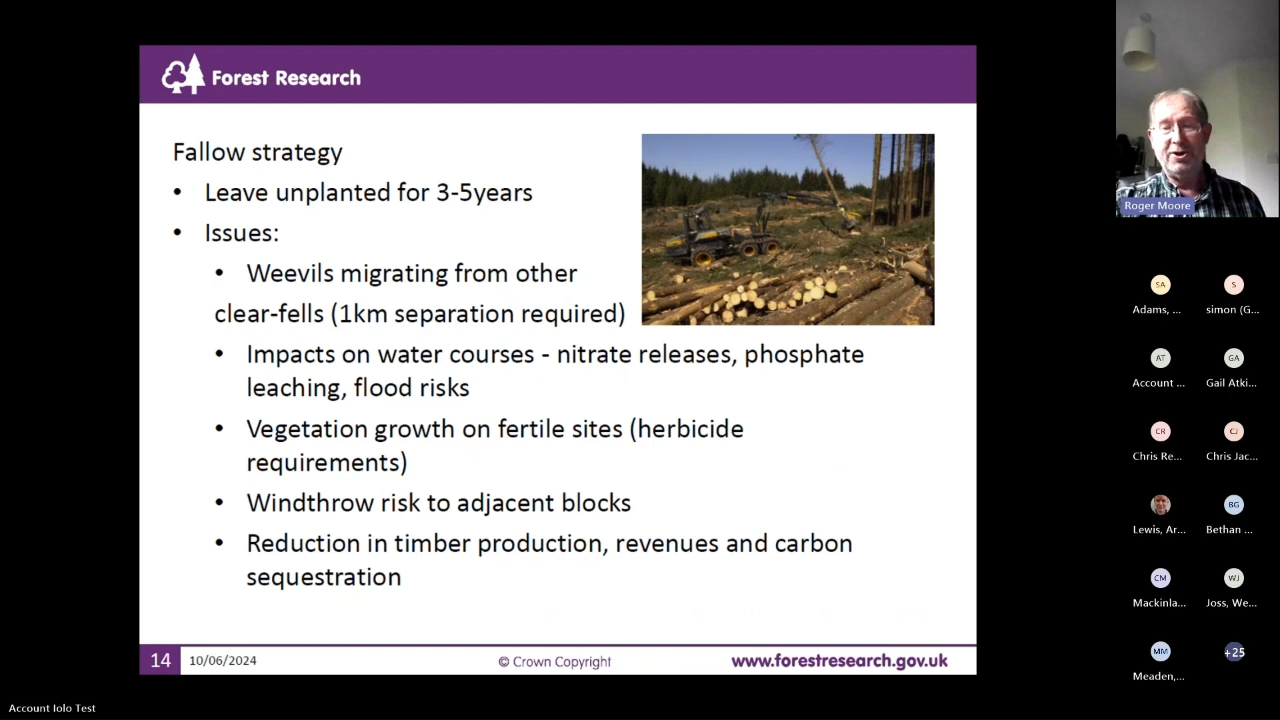 Forest Research
Fallow strategy
• Leave unplanted for 3-5years
• Issues:
• Weevils migrating from other
clear-fells (1km separation required)
• Impacts on water courses - nitrate releases, phosphate
leaching, flood risks
• Vegetation growth on fertile sites (herbicide
requirements)
• Windthrow risk to adjacent blocks
• Reduction in timber production, revenues and carbon
sequestration
14
10/06/2024
© Crown Copyright
www.forestresearch.gov.uk
Roger Moore
SA
Adams, ...
S
simon (G...
AT
Account ...
GA
Gail Atki...
CR
Chris Re...
CJ
Chris Jac...
Lewis, Ar...
BG
Bethan ...
CM
Mackinla...
WJ
Joss, We...
MM
Meaden,...
+25
Account Iolo Test